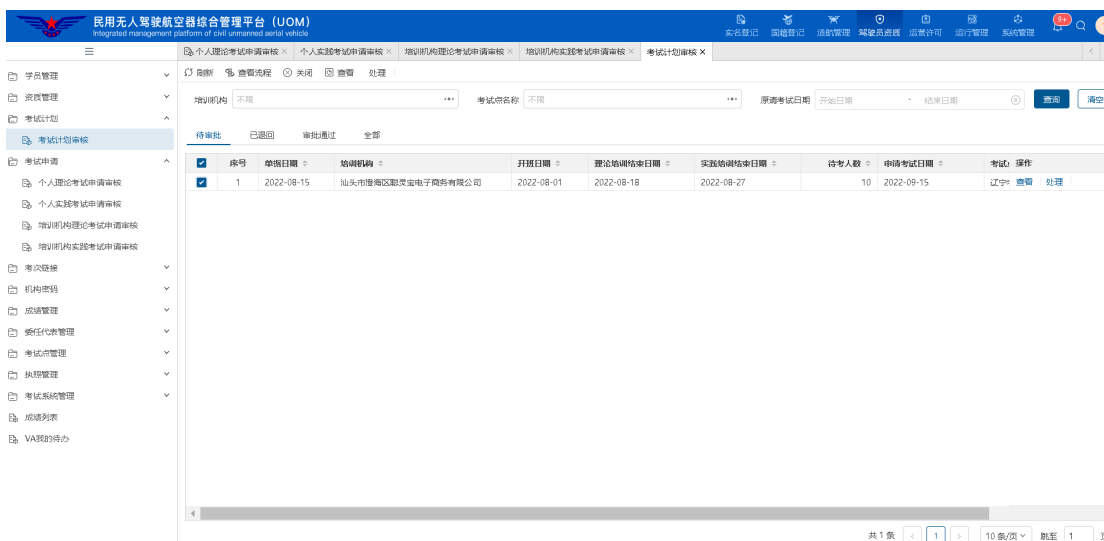 民用无人驾驶航空器综合管理平台（UOM）
Integrated management platform of civil unmanned aerial vehicle
实名登记 国籍登记 适航管理 驾驶员资质 运营许可 运行管理 系统管理 9+
个人理论考试申请审核 个人实践考试申请审核 培训机构理论考试申请审核 培训机构实践考试申请审核 考试计划审核
刷新 查看流程 关闭 查看 处理
培训机构 不限 考试点名称 不限 原请考试日期 开始日期 - 结束日期 查询 清空
待审批 已退回 审批通过 全部
序号 单据日期 培训机构 开班日期 理论培训结束日期 实践培训结束日期 待考人数 申请考试日期 考试 操作
1 2022-08-15 汕头市澄海区聪灵宝电子商务有限公司 2022-08-01 2022-08-18 2022-08-27 10 2022-09-15 辽宁 查看 处理
学员管理
资质管理
考试计划
考试计划审核
考试申请
个人理论考试申请审核
个人实践考试申请审核
培训机构理论考试申请审核
培训机构实践考试申请审核
考次链接
机构密码
成绩管理
委任代表管理
考试点管理
执照管理
考试系统管理
成绩列表
VA我的待办
共1条 1 10条/页 跳至 1